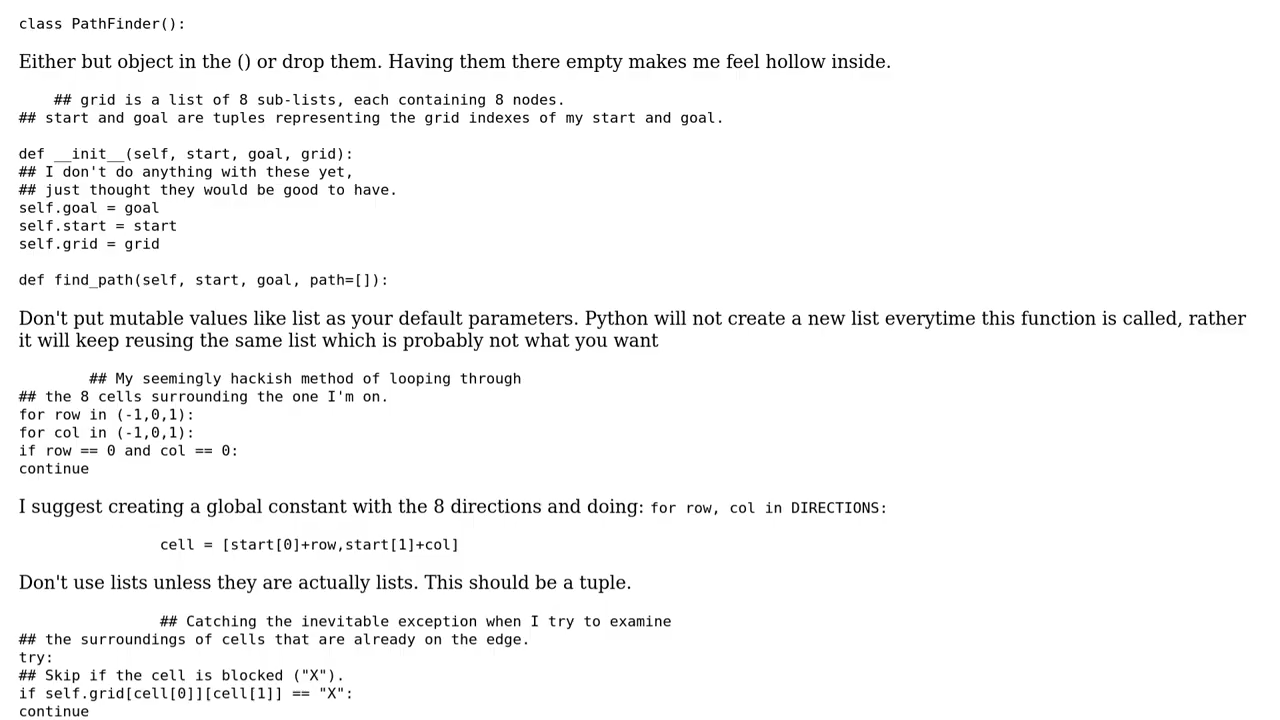 class PathFinder():
Either but object in the () or drop them. Having them there empty makes me feel hollow inside.
## grid is a list of 8 sub-lists, each containing 8 nodes.
## start and goal are tuples representing the grid indexes of my start and goal.
def __init__(self, start, goal, grid):
## I don't do anything with these yet,
## just thought they would be good to have.
self.goal = goal
self.start = start
self.grid = grid
def find_path(self, start, goal, path=[]):
Don't put mutable values like list as your default parameters. Python will not create a new list everytime this function is called, rather
it will keep reusing the same list which is probably not what you want
## My seemingly hackish method of looping through
## the 8 cells surrounding the one I'm on.
for row in (-1,0,1):
for col in (-1,0,1):
if row == 0 and col == 0:
continue
I suggest creating a global constant with the 8 directions and doing: for row, col in DIRECTIONS:
cell = [start[0]+row,start[1]+col]
Don't use lists unless they are actually lists. This should be a tuple.
## Catching the inevitable exception when I try to examine
## the surroundings of cells that are already on the edge.
try:
## Skip if the cell is blocked ("X").
if self.grid[cell[0]][cell[1]] == "X":
continue